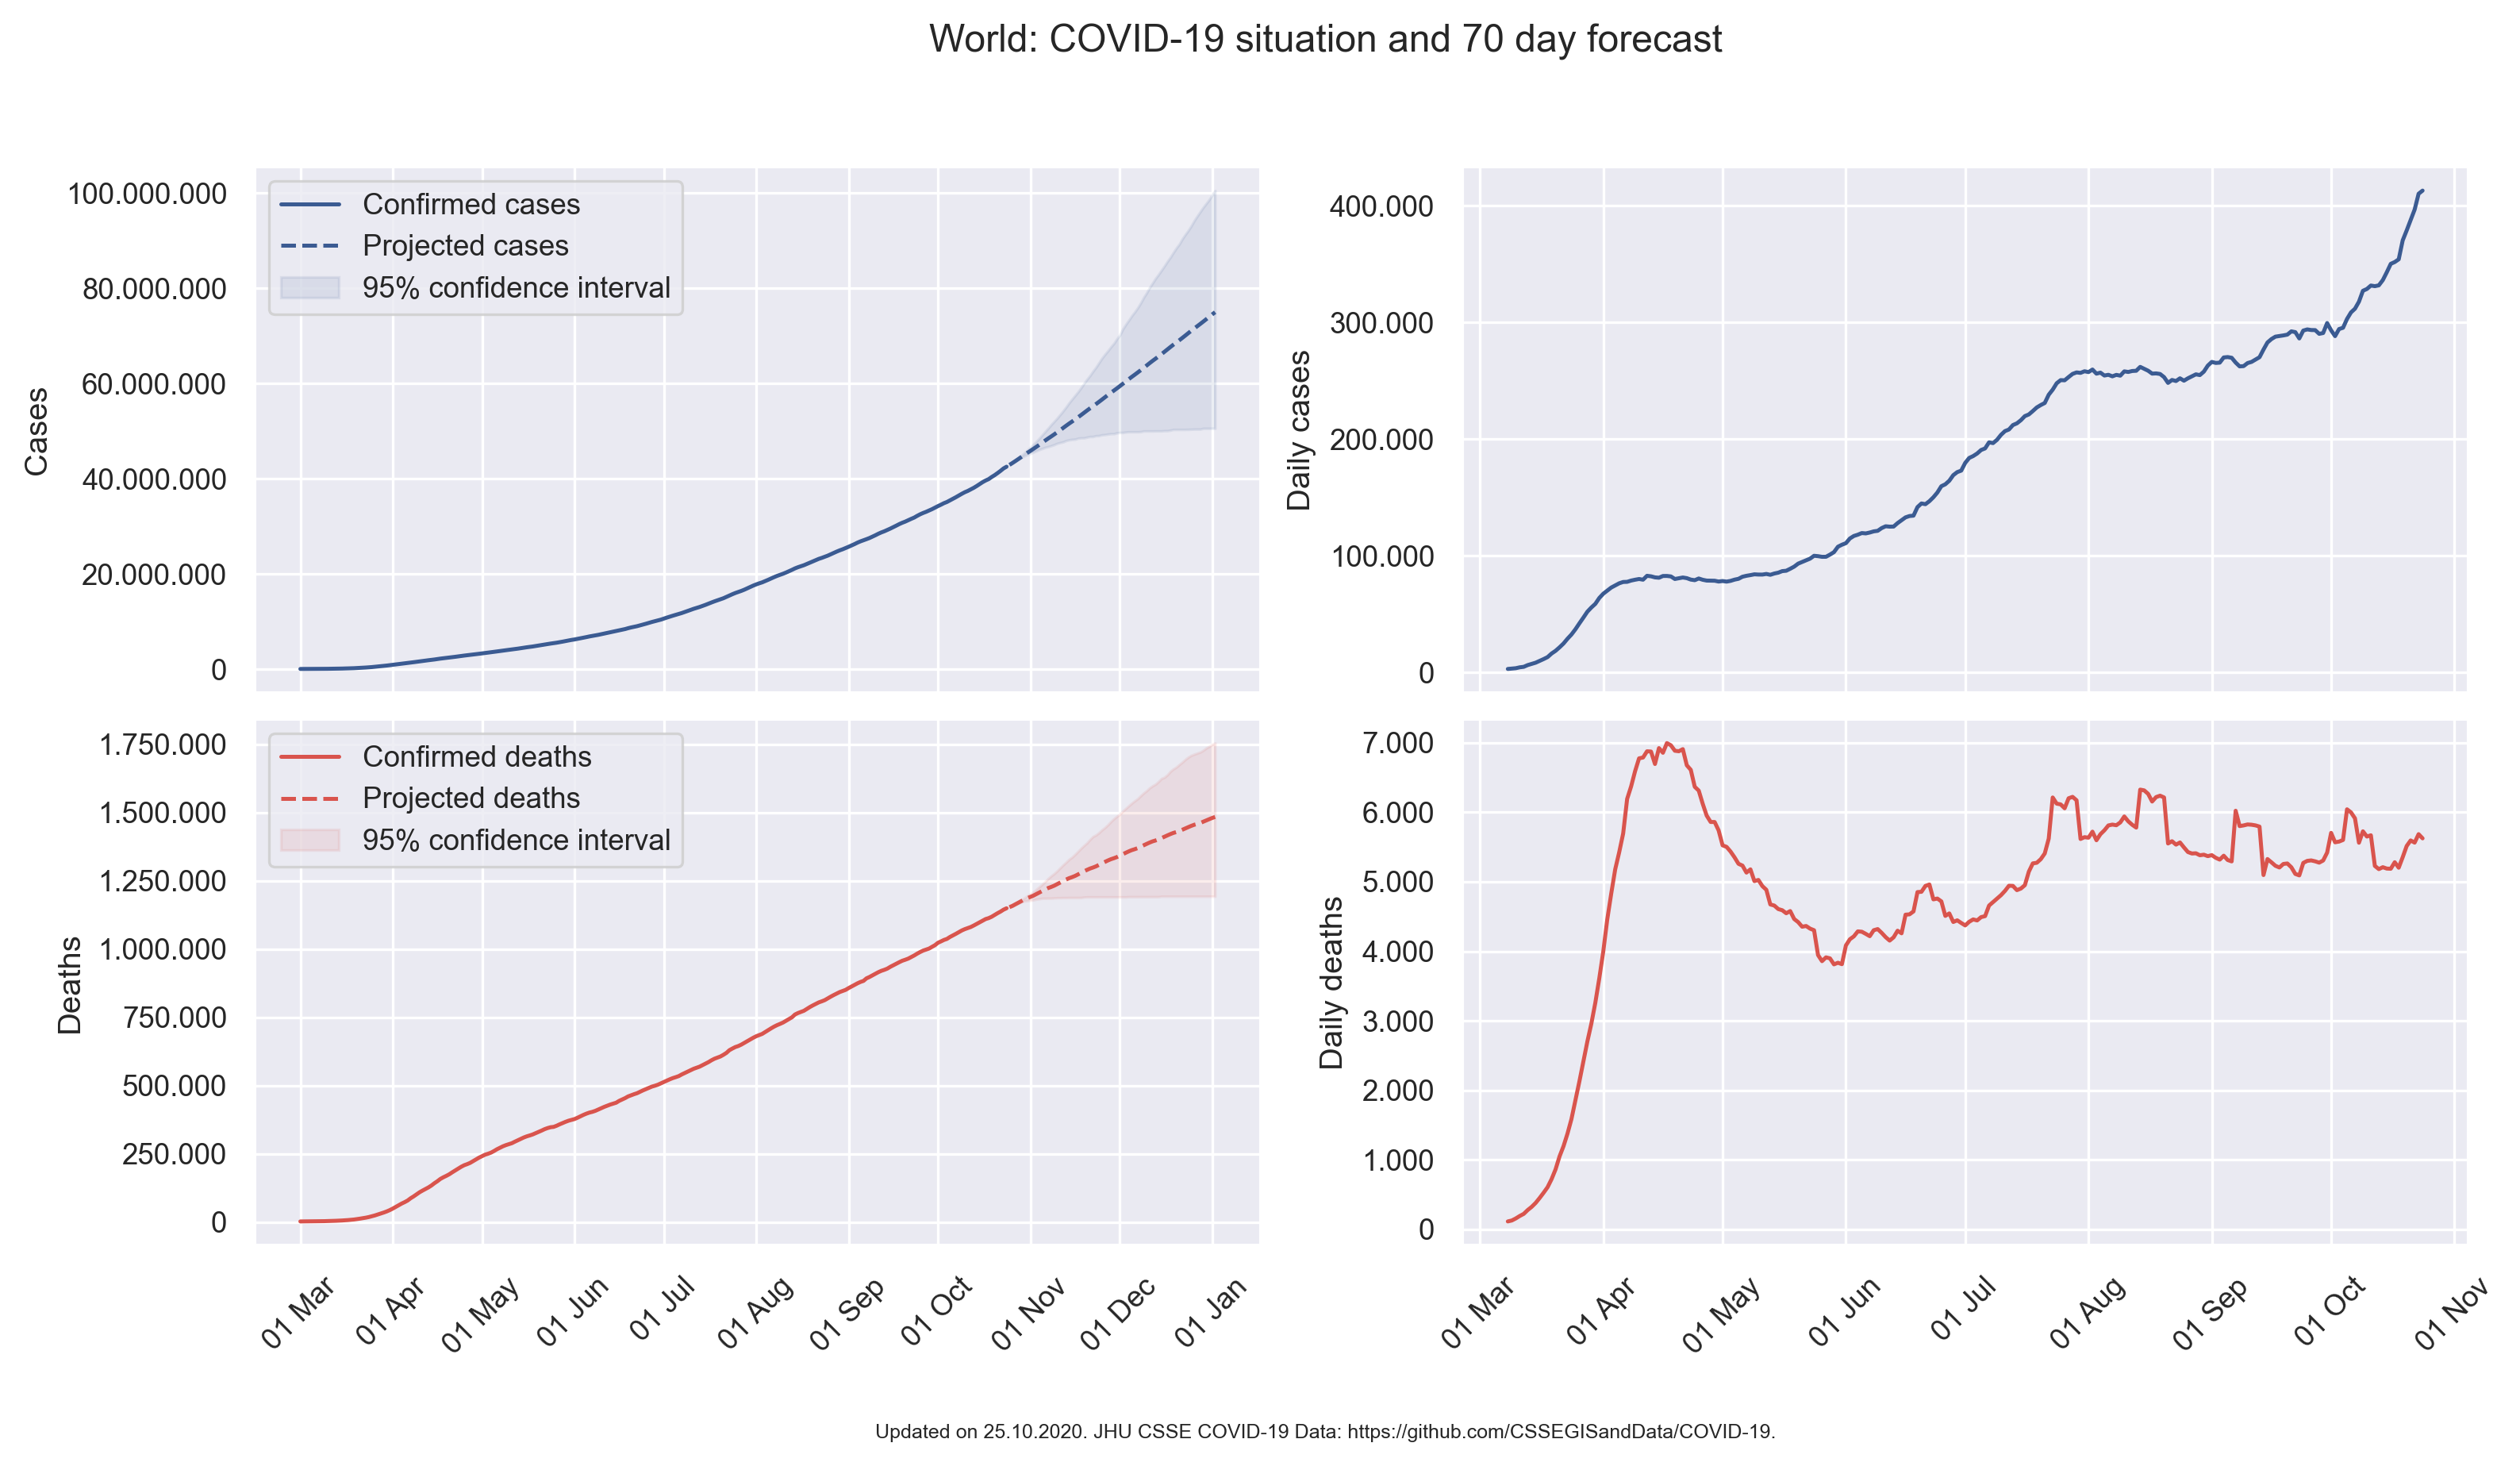 World: COVID-19 situation and 70 day forecast
100.000.000
80.000.000
60.000.000
40.000.000
20.000.000
0
Cases
Confirmed cases
Projected cases
95% confidence interval
400.000
300.000
200.000
100.000
0
Daily cases
1.750.000
1.500.000
1.250.000
1.000.000
750.000
500.000
250.000
0
Deaths
Confirmed deaths
Projected deaths
95% confidence interval
01 Mar
01 Apr
01 May
01 Jun
01 Jul
01 Aug
01 Sep
01 Oct
01 Nov
01 Dec
01 Jan
7.000
6.000
5.000
4.000
3.000
2.000
1.000
0
Daily deaths
01 Mar
01 Apr
01 May
01 Jun
01 Jul
01 Aug
01 Sep
01 Oct
01 Nov
Updated on 25.10.2020. JHU CSSE COVID-19 Data: https://github.com/CSSEGISandData/COVID-19.